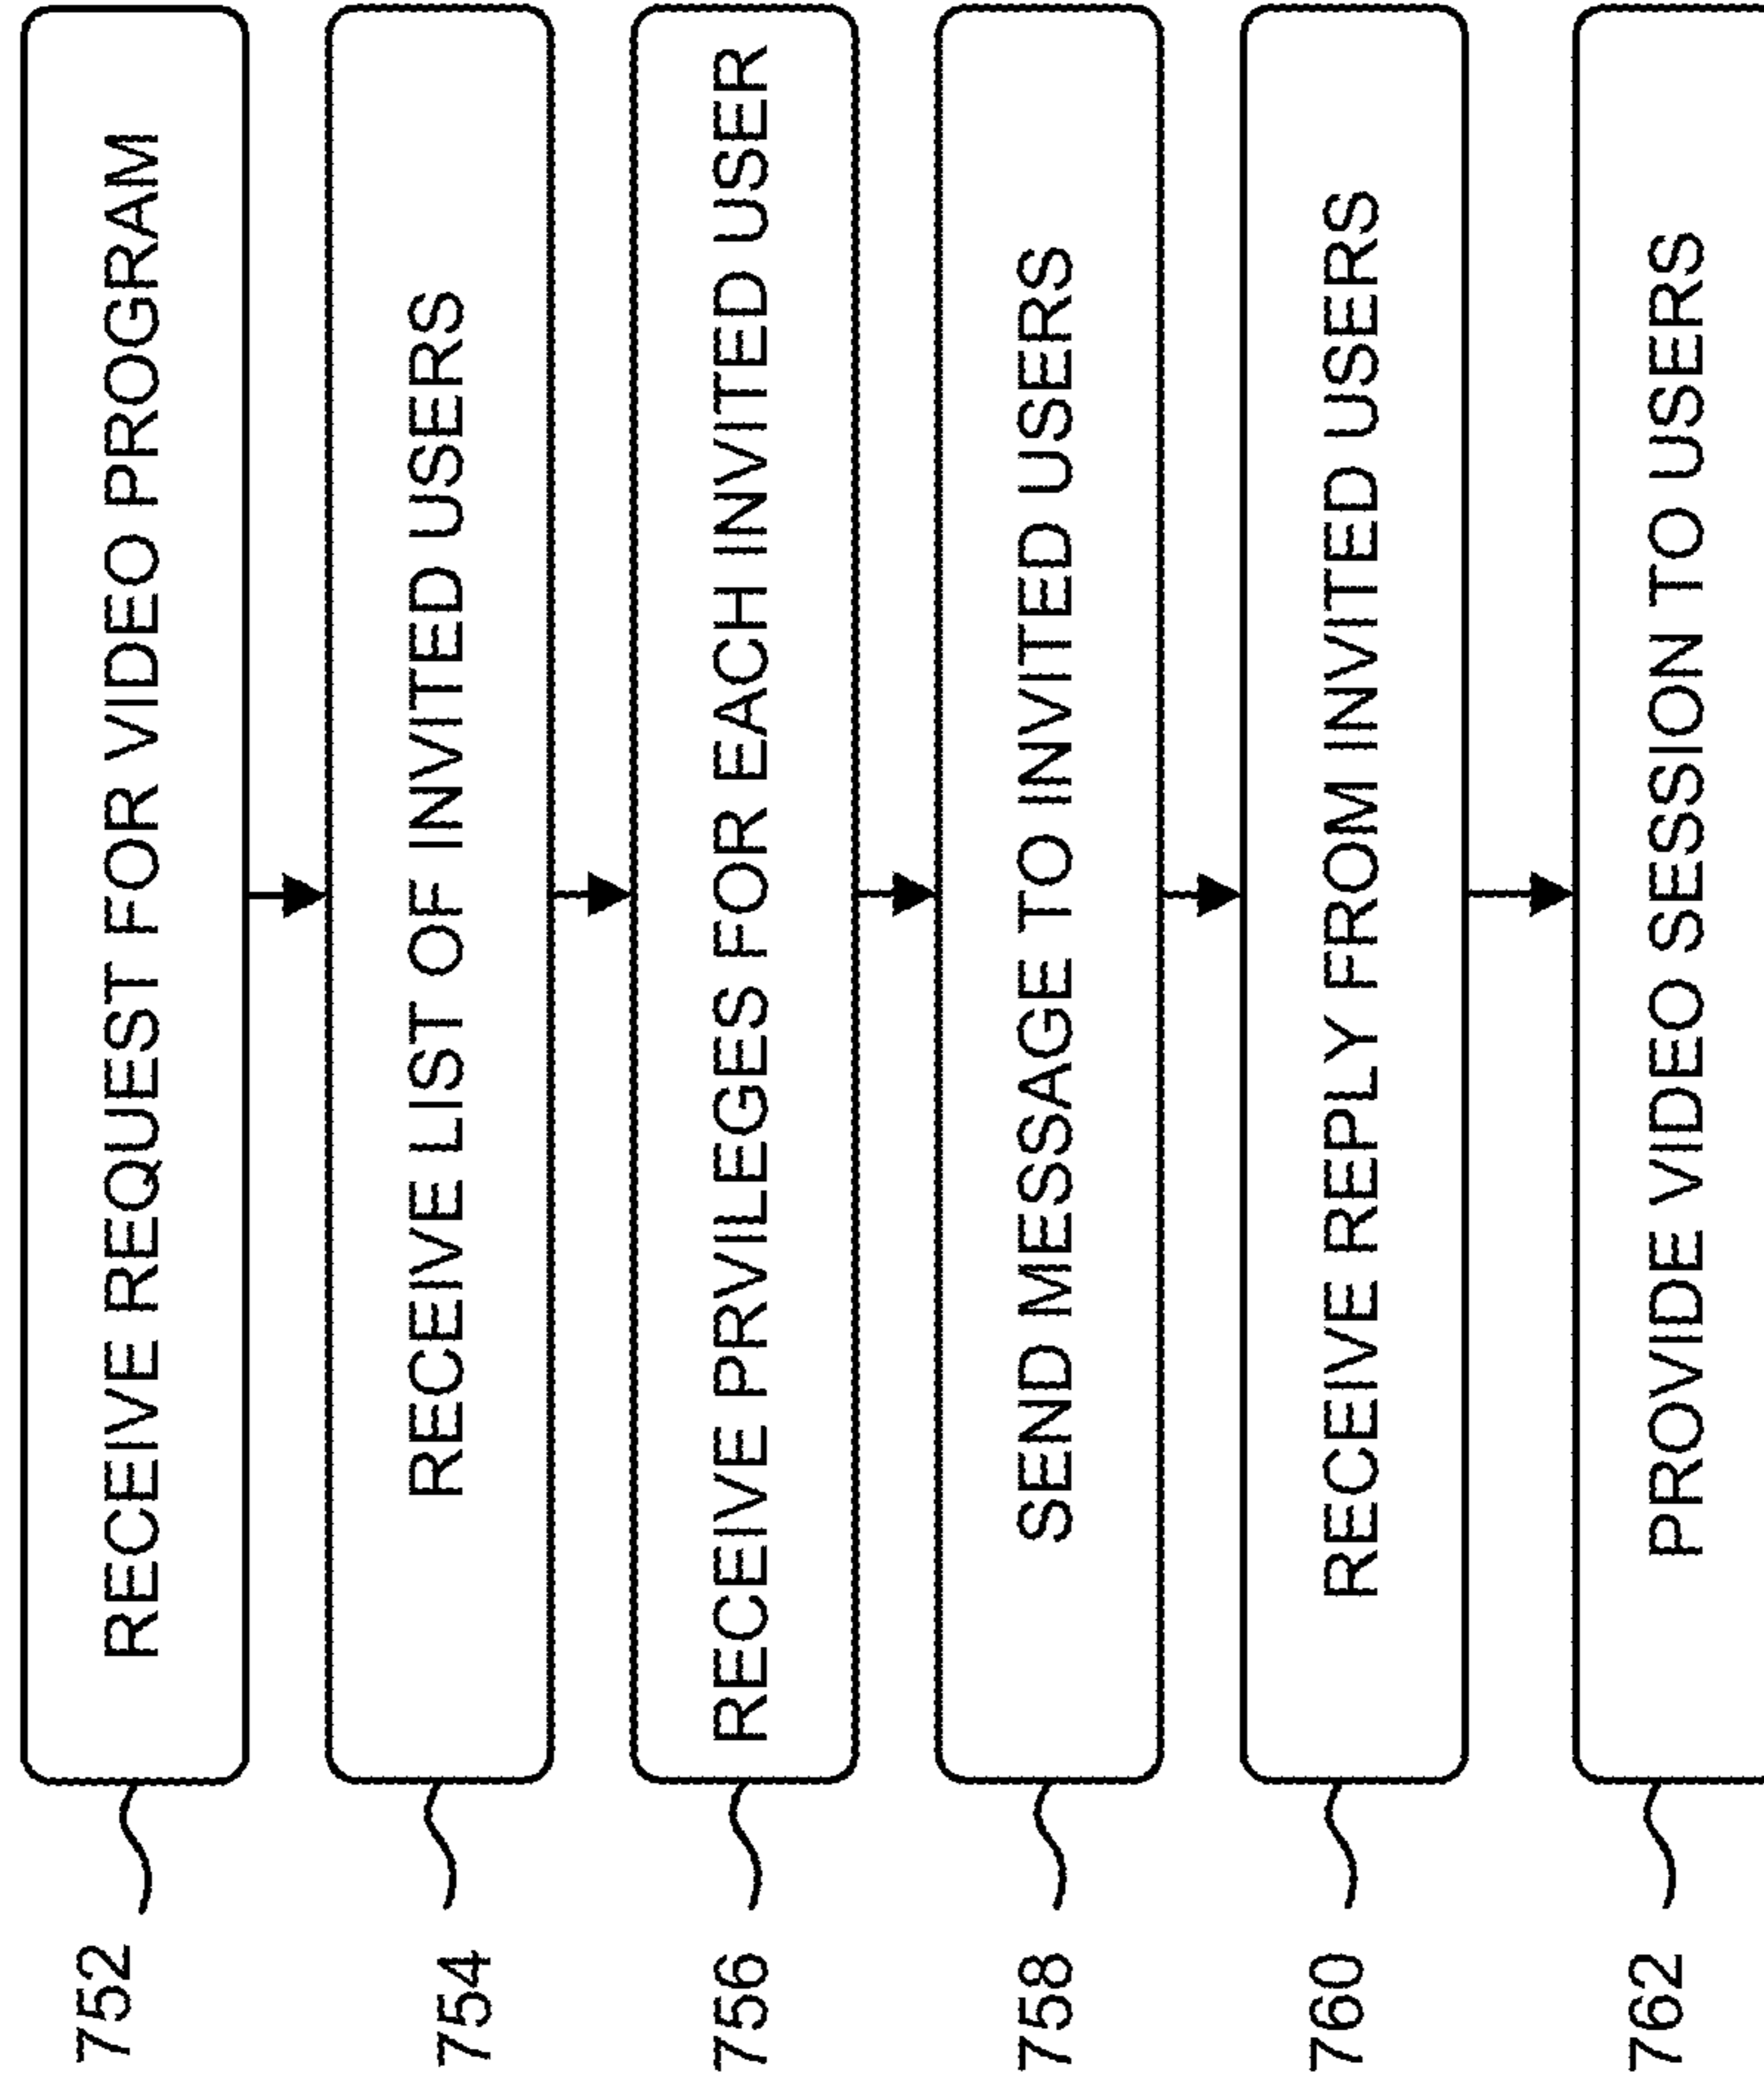 752
RECEIVE REQUEST FOR VIDEO PROGRAM
754
RECEIVE LIST OF INVITED USERS
756
RECEIVE PRVILEGES FOR EACH INVITED USER
758
SEND MESSAGE TO INVITED USERS
760
RECEIVE REPLY FROM INVITED USERS
762
PROVIDE VIDEO SESSION TO USERS